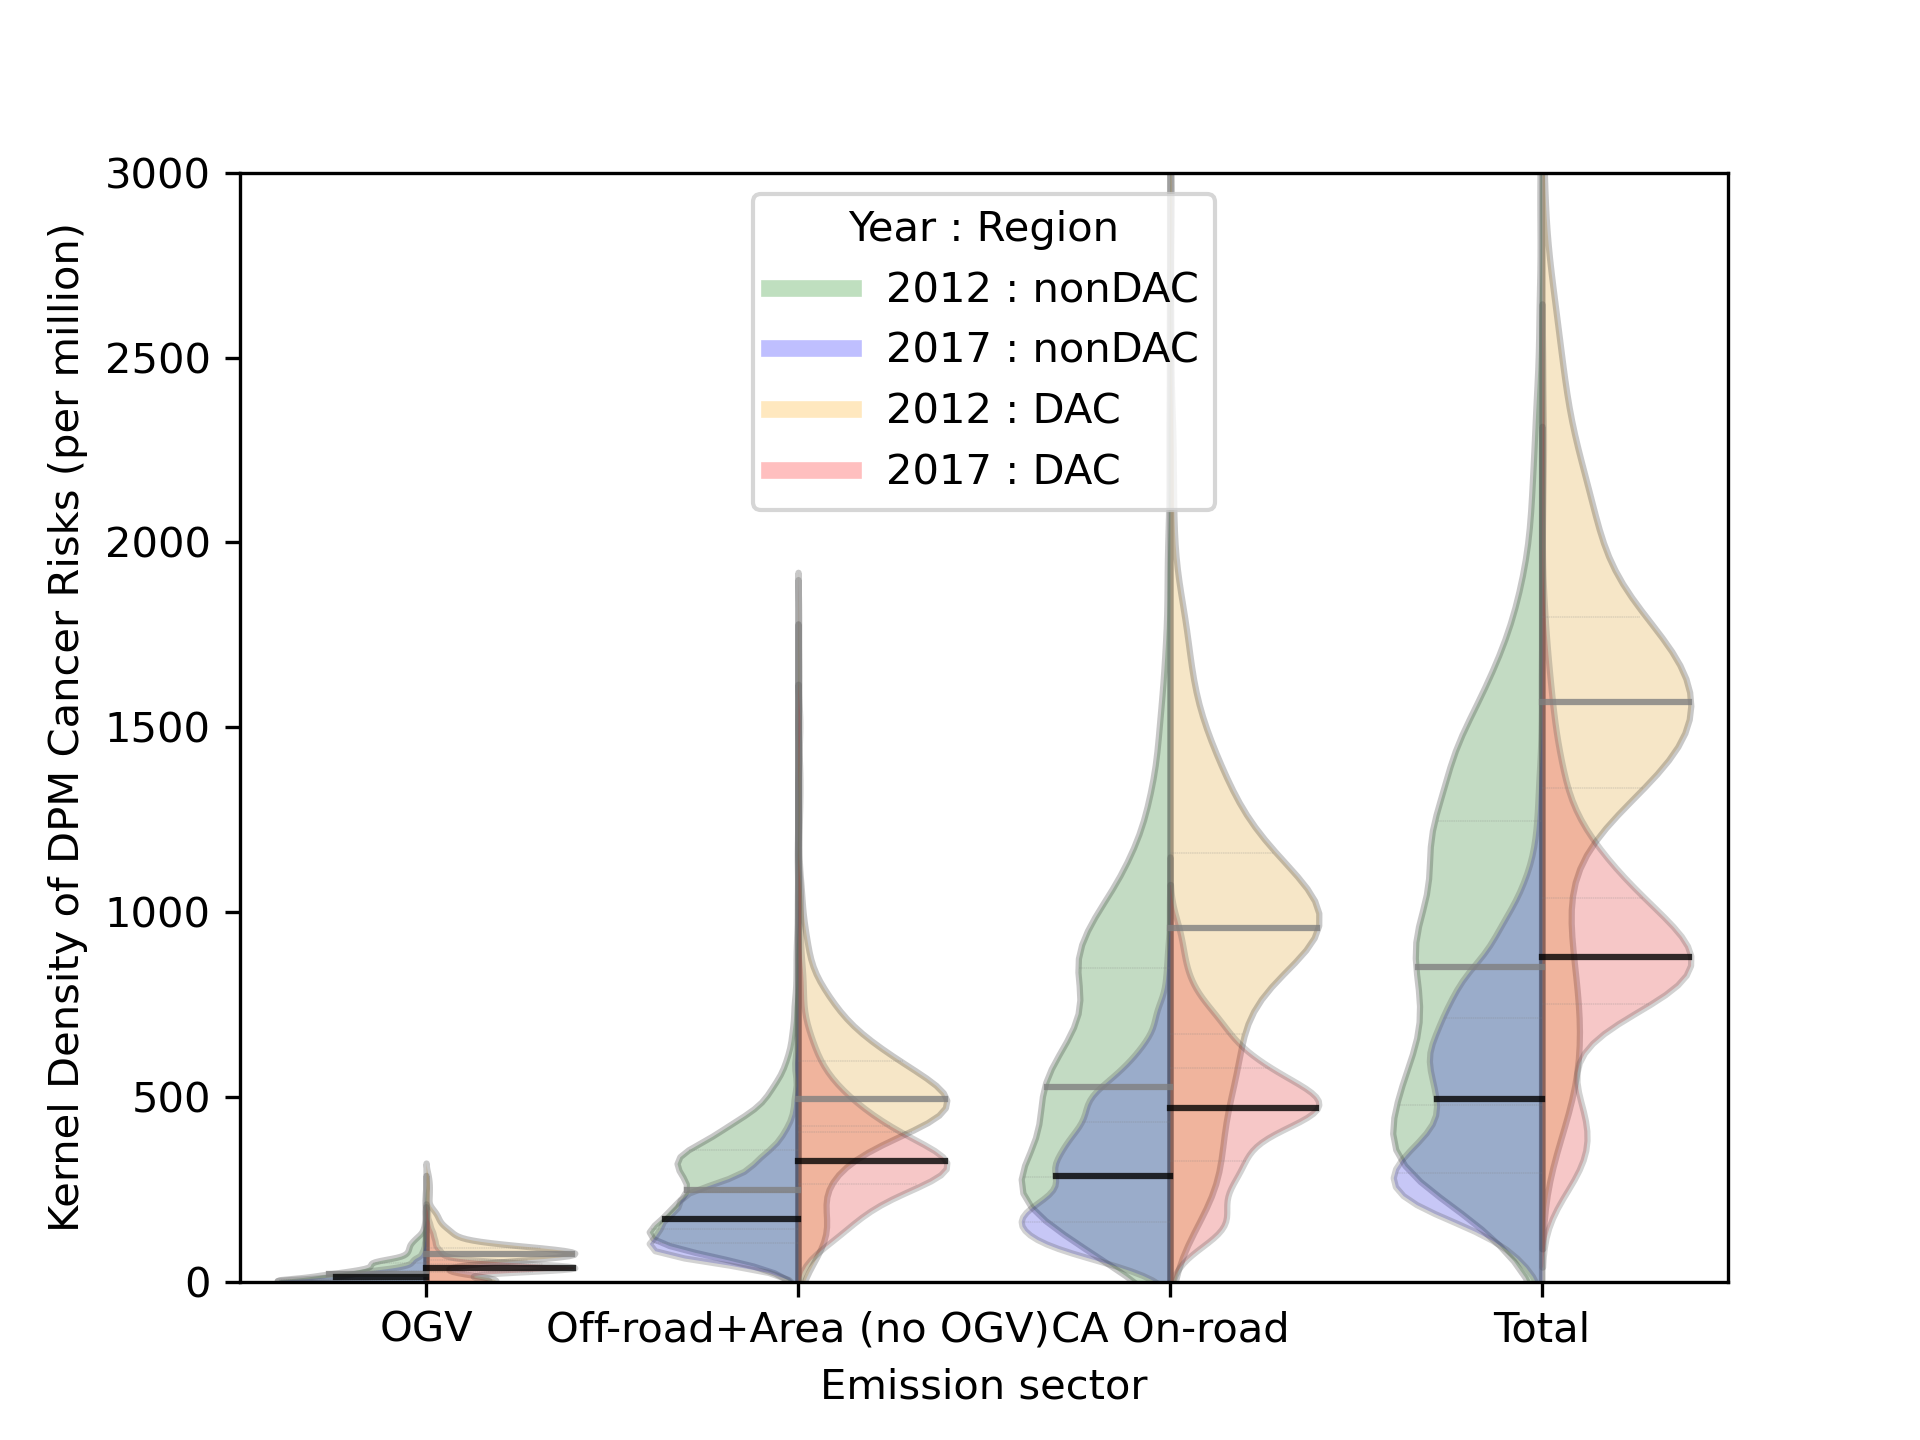 3000
2500
2000
1500
1000
500
0
Kernel Density of DPM Cancer Risks (per million)
Year : Region
2012 : nonDAC
2017 : nonDAC
2012 : DAC
2017 : DAC
OGV
Off-road+Area (no OGV)
CA On-road
Total
Emission sector